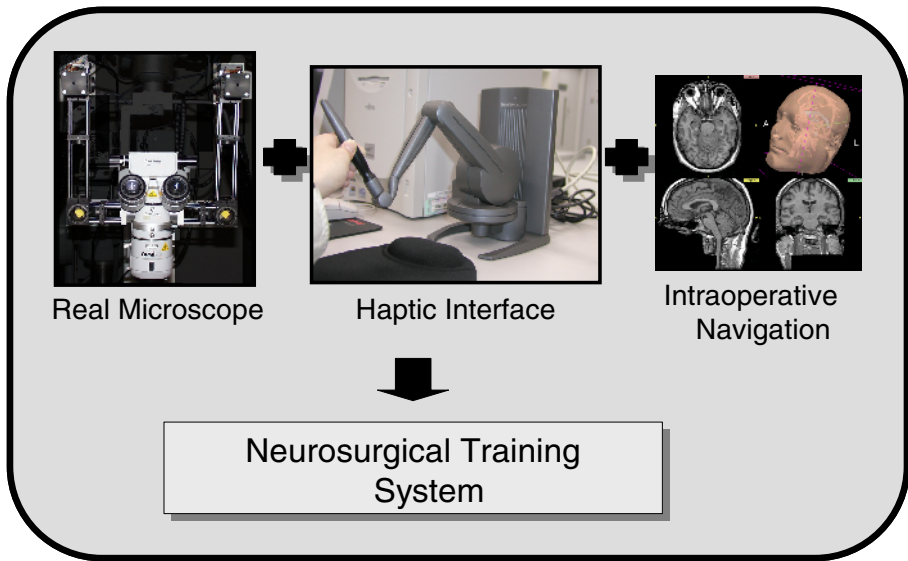 Real Microscope
Haptic Interface
Intraoperative
Navigation
A
L
Neurosurgical Training
System